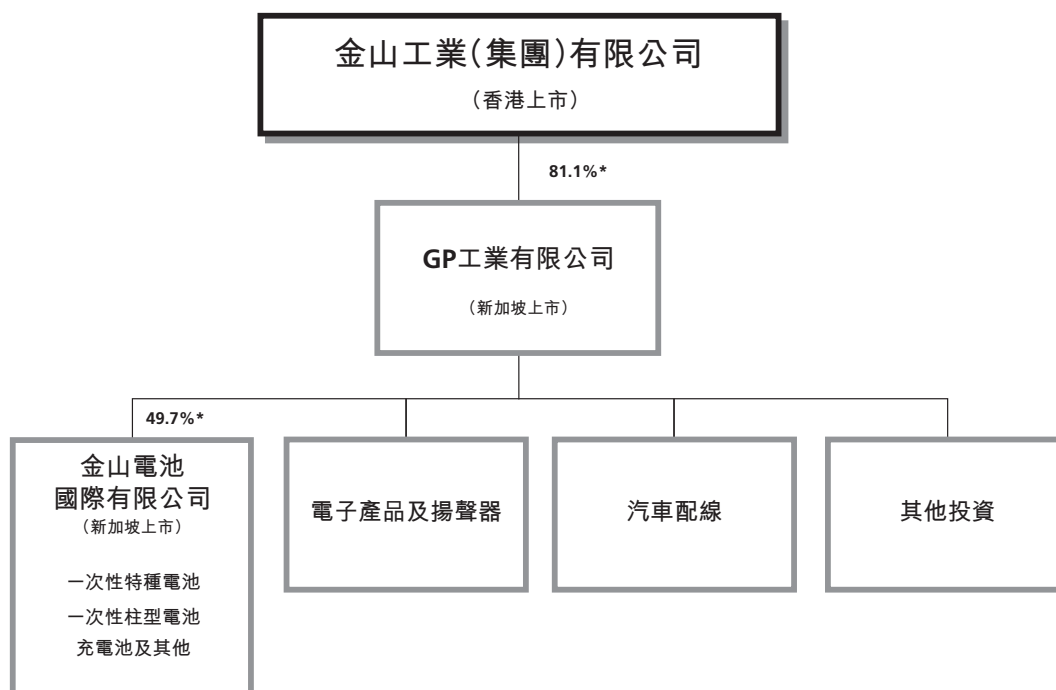 金山工業(集團)有限公司
(香港上市)
81.1%*
GP工業有限公司
(新加坡上市)
49.7%*
金山電池
國際有限公司
(新加坡上市)
一次性特種電池
一次性柱型電池
充電池及其他
電子產品及揚聲器
汽車配線
其他投資